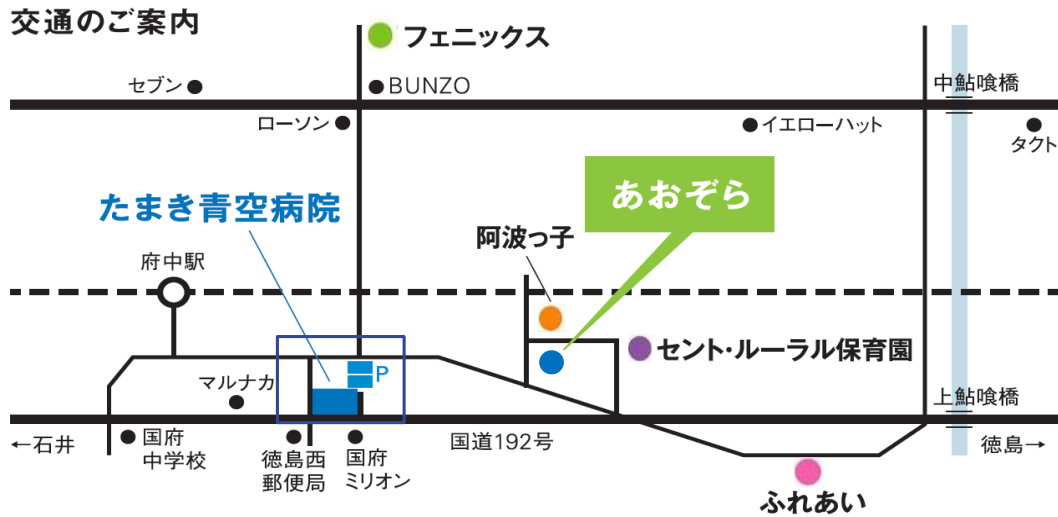 交通のご案内
フェニックス
セブン
BUNZO
中鮎喰橋
ローソン
イエローハット
タクト
たまき青空病院
あおぞら
阿波っ子
府中駅
セント・ルーラル保育園
P
マルナカ
上鮎喰橋
←石井
国府
中学校
徳島西
郵便局
国府
ミリオン
国道192号
徳島→
ふれあい